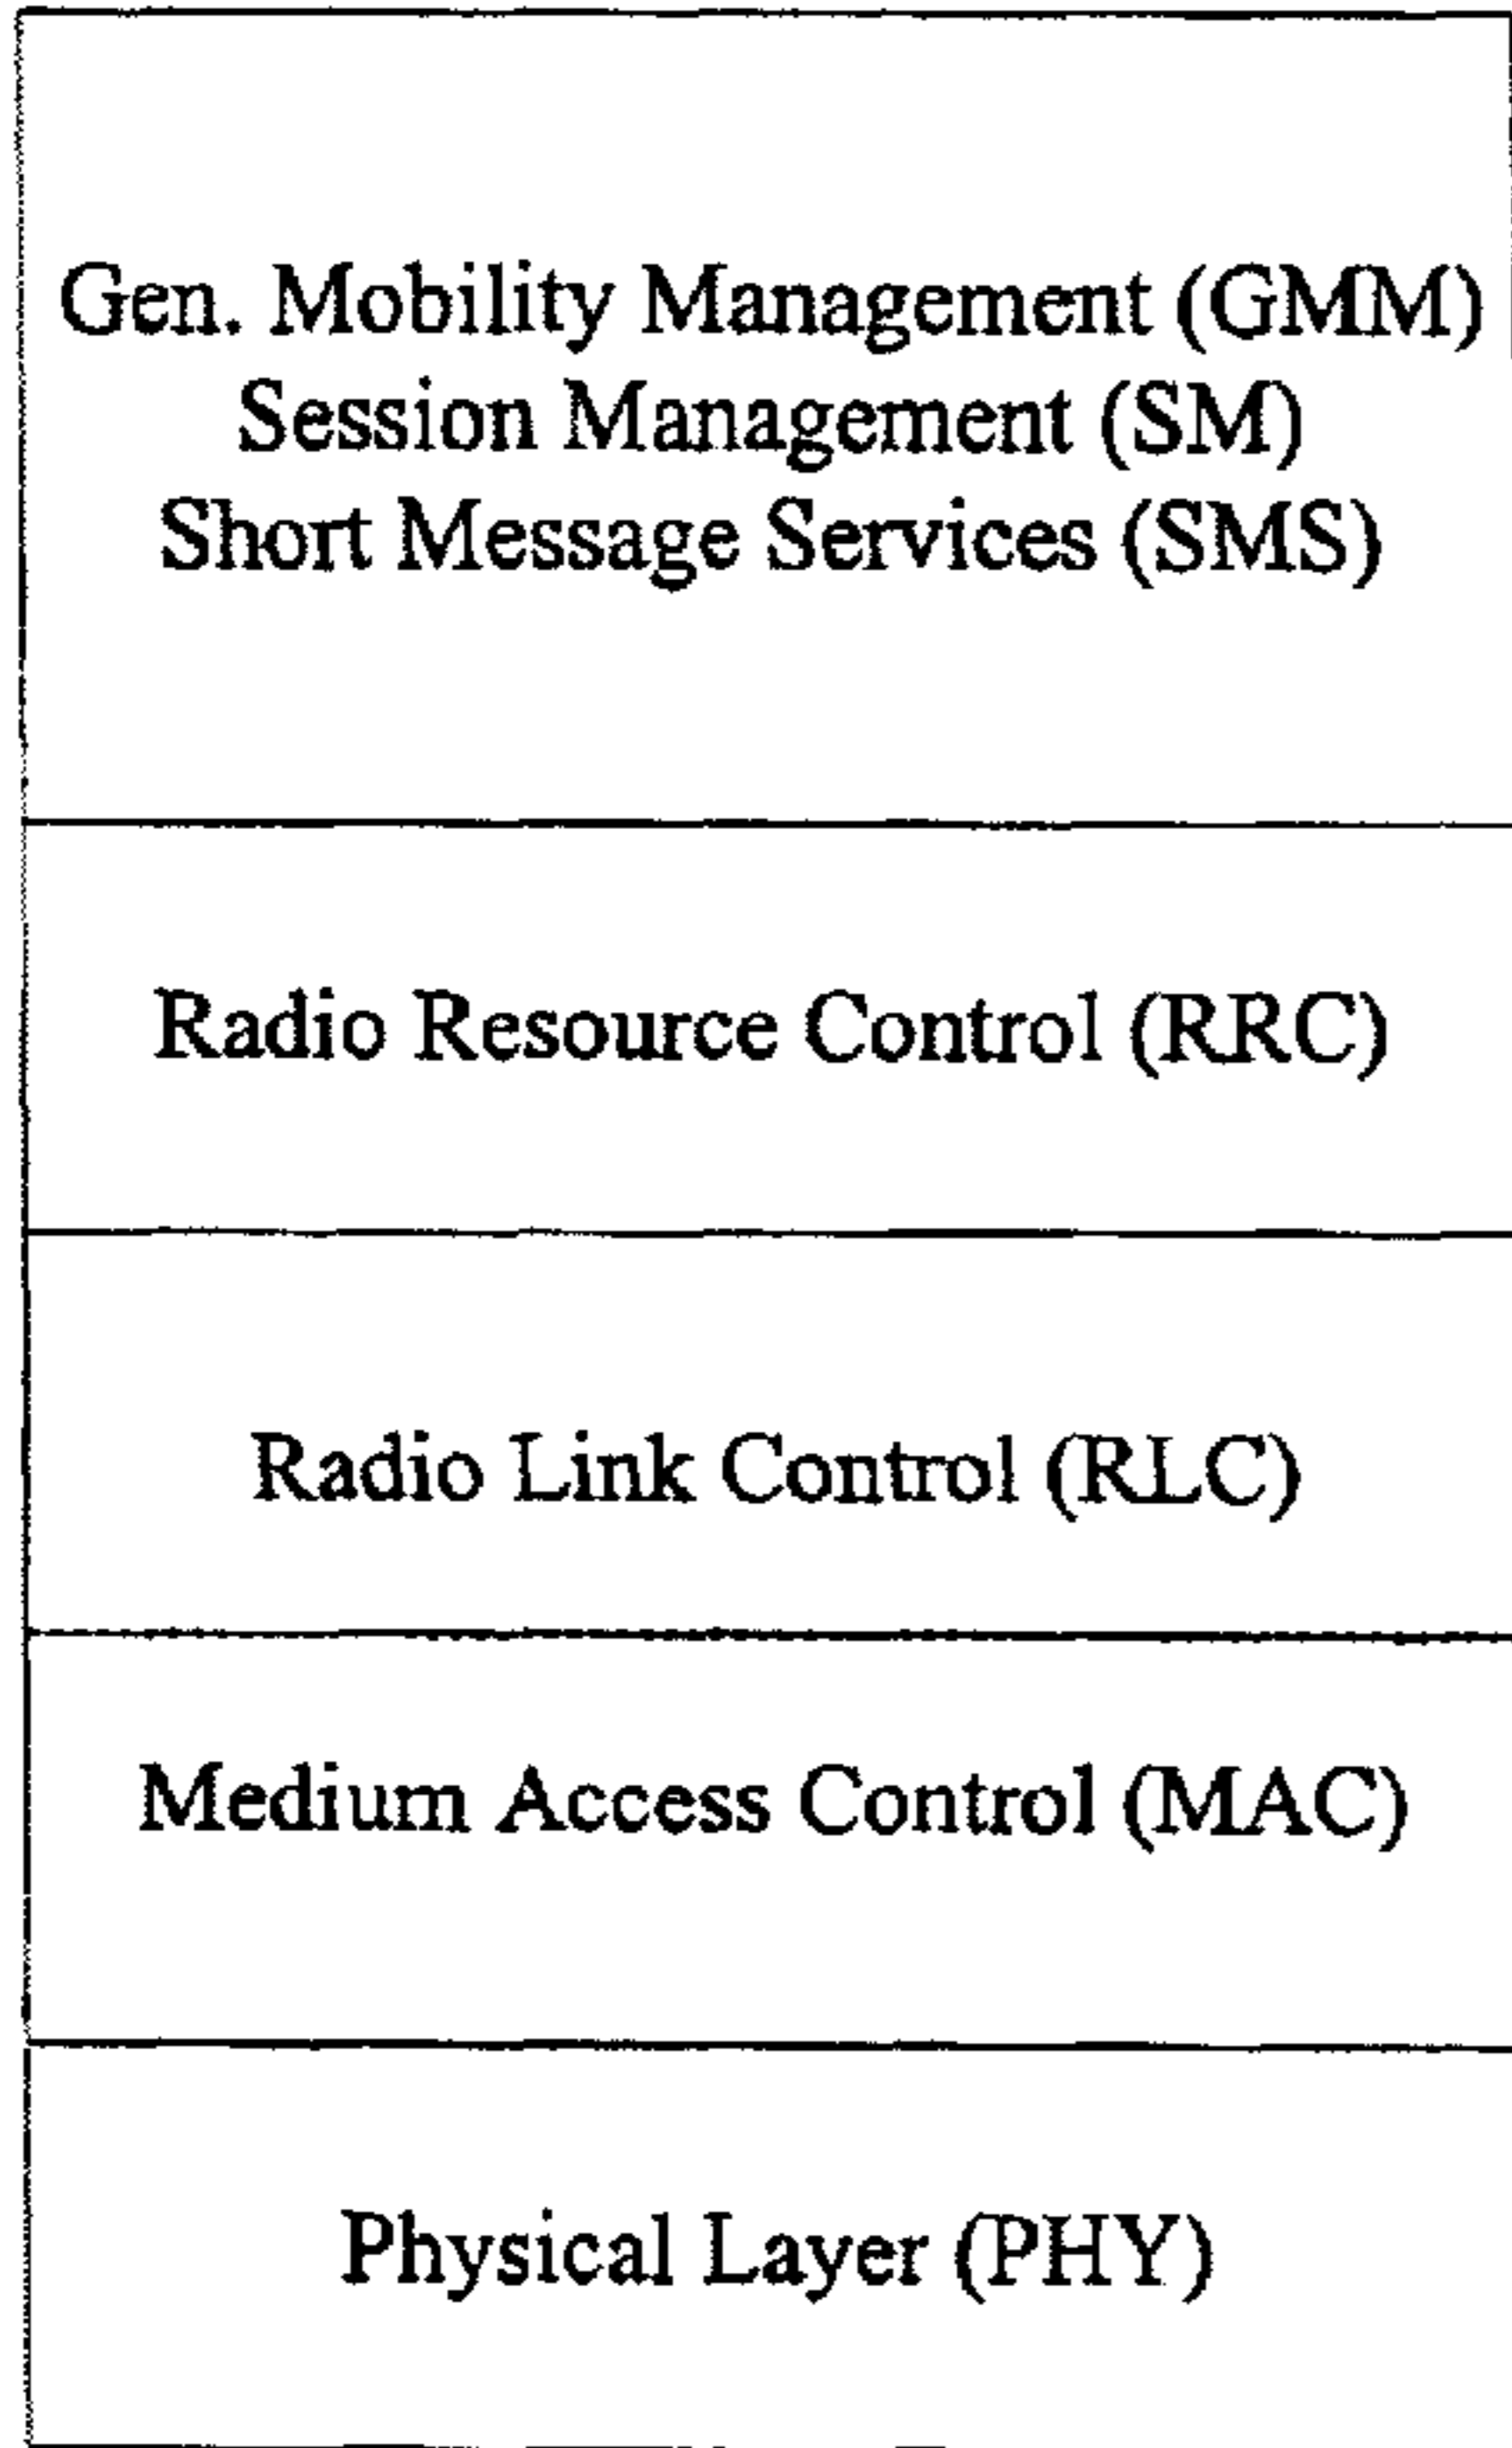 Gen. Mobility Management (GMM)
Session Management (SM)
Short Message Services (SMS)
Radio Resource Control (RRC)
Radio Link Control (RLC)
Medium Access Control (MAC)
Physical Layer (PHY)